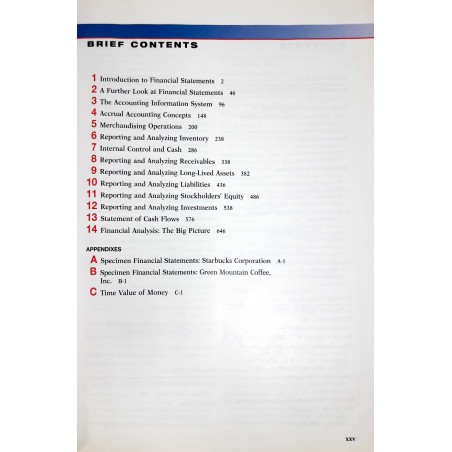 BRIEF CONTENTS
1 Introduction to Financial Statements 2
2 A Further Look at Financial Statements 46
3 The Accounting Information System 96
4 Accrual Accounting Concepts 148
5 Merchandising Operations 200
6 Reporting and Analyzing Inventory 238
7 Internal Control and Cash 286
8 Reporting and Analyzing Receivables 338
9 Reporting and Analyzing Long-Lived Assets 382
10 Reporting and Analyzing Liabilities 436
11 Reporting and Analyzing Stockholders' Equity 486
12 Reporting and Analyzing Investments 538
13 Statement of Cash Flows 576
14 Financial Analysis: The Big Picture 646
APPENDIXES
A Specimen Financial Statements: Starbucks Corporation A-1
B Specimen Financial Statements: Green Mountain Coffee,
Inc. B-1
C Time Value of Money C-1
xxv